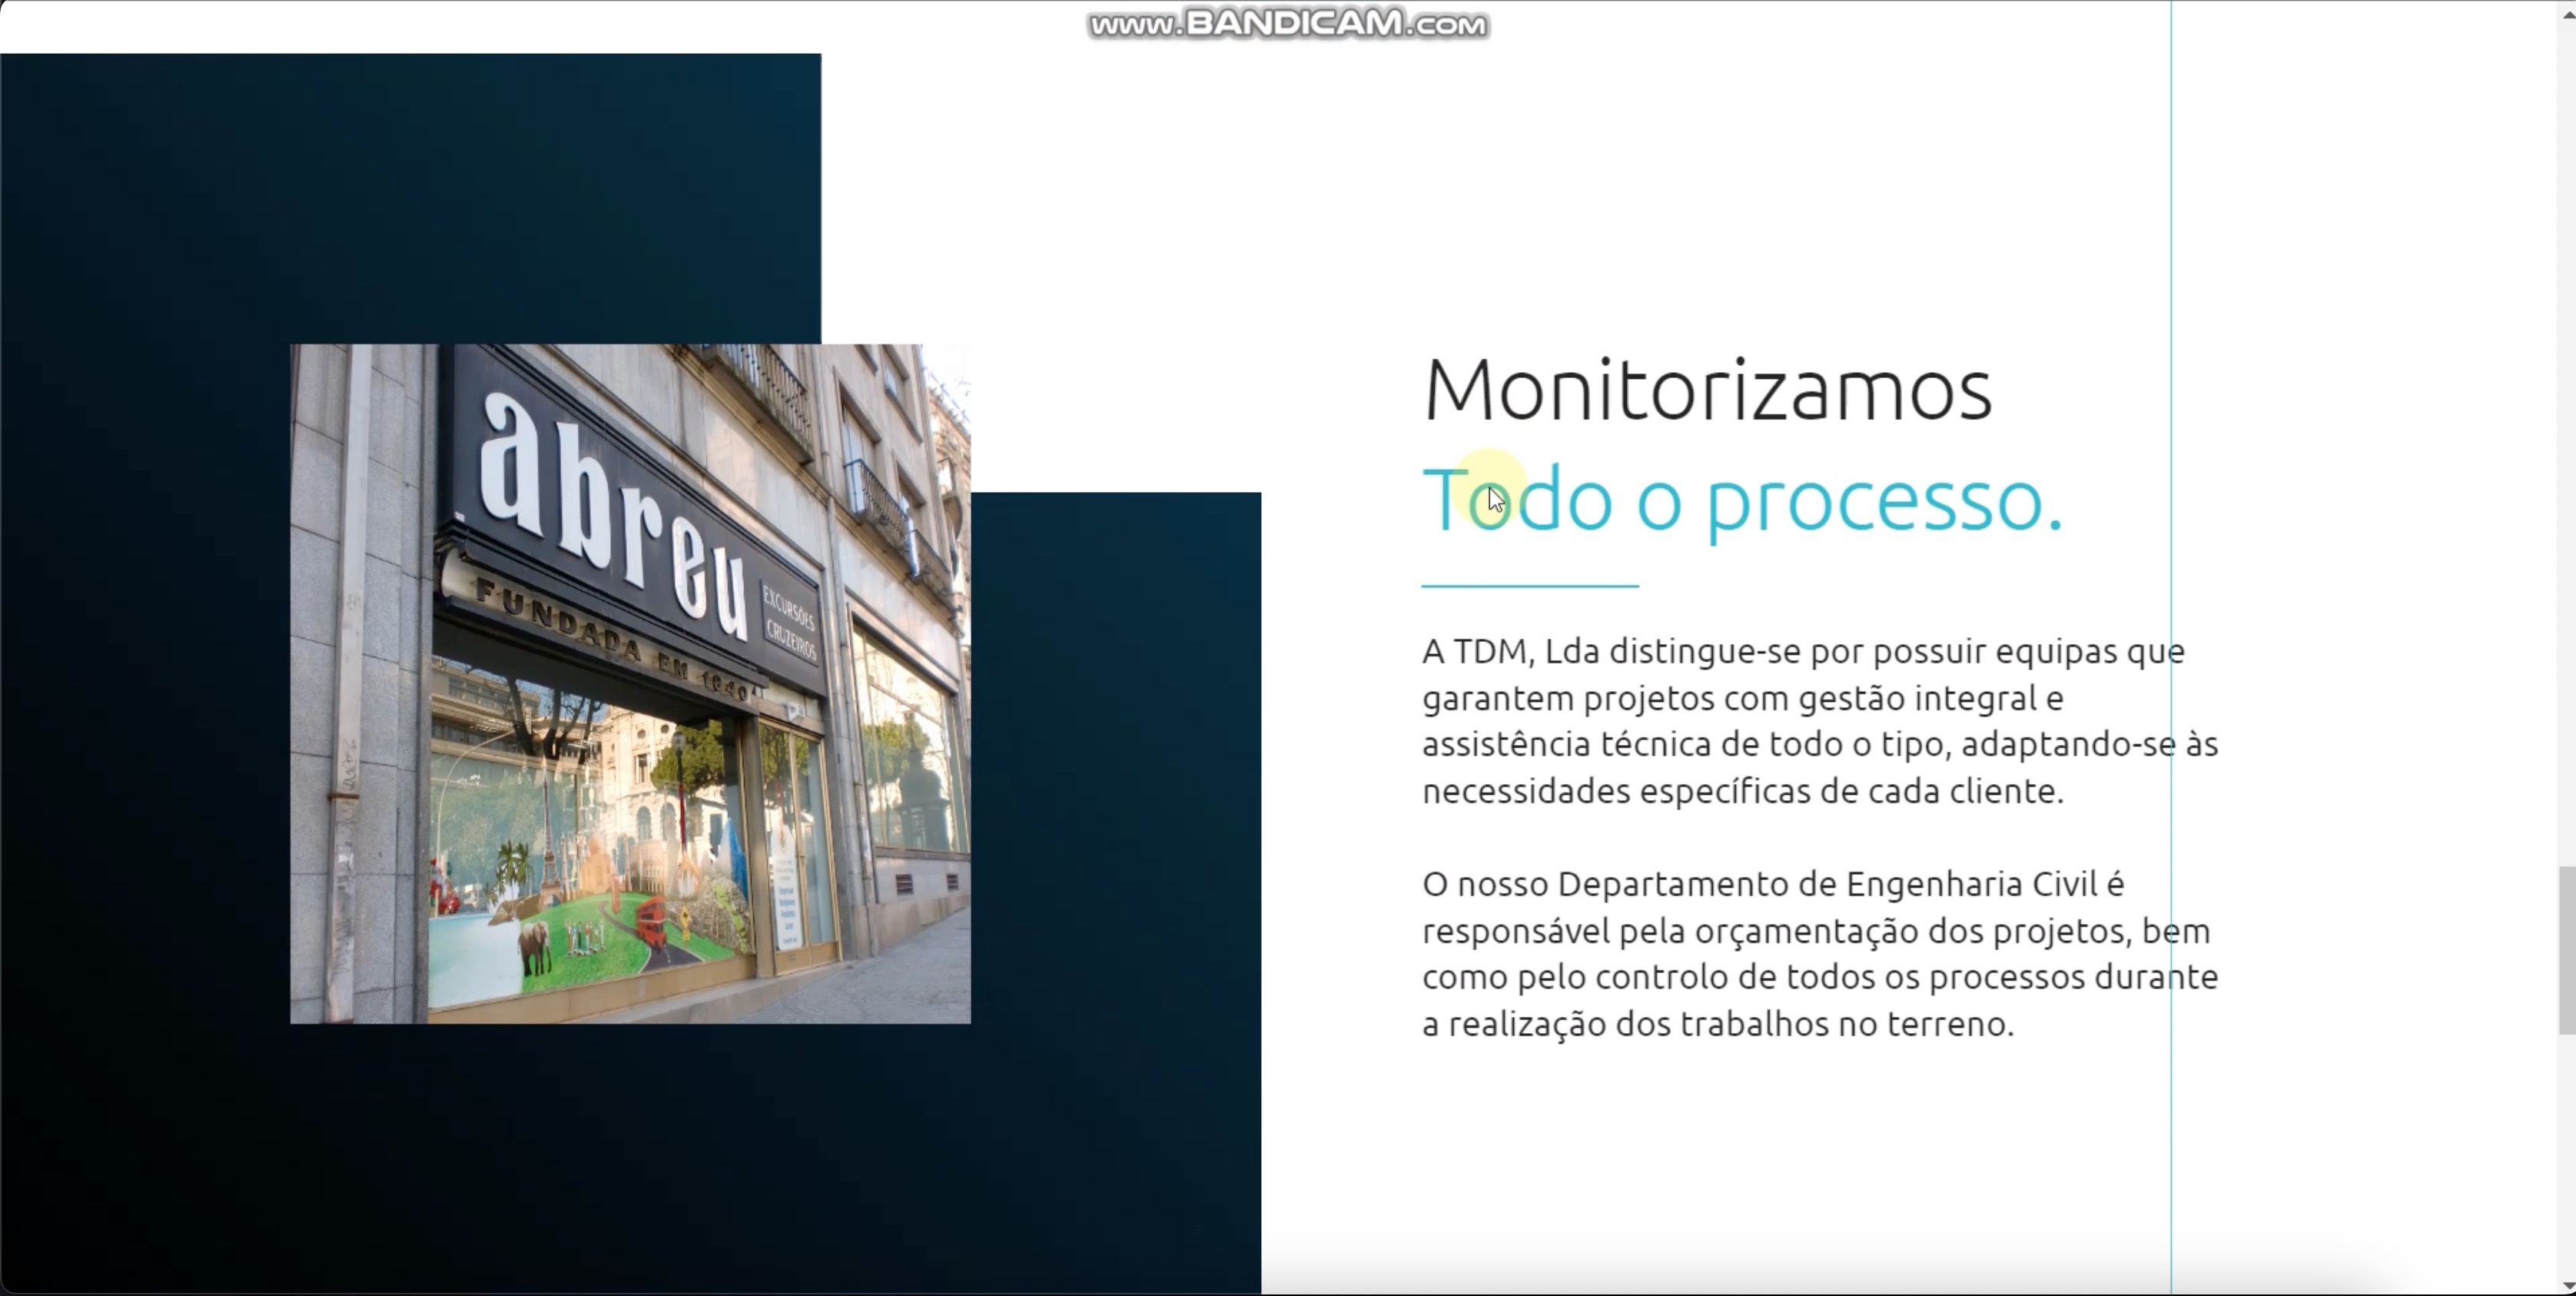 www.BANDICAM.com
abreu
EXCURSÕES
CRUZEIROS
FUNDADA EM 1840
Monitorizamos
Todo o processo.
A TDM, Lda distingue-se por possuir equipas que
garantem projetos com gestão integral e
assistência técnica de todo o tipo, adaptando-se às
necessidades específicas de cada cliente.
O nosso Departamento de Engenharia Civil é
responsável pela orçamentação dos projetos, bem
como pelo controlo de todos os processos durante
a realização dos trabalhos no terreno.